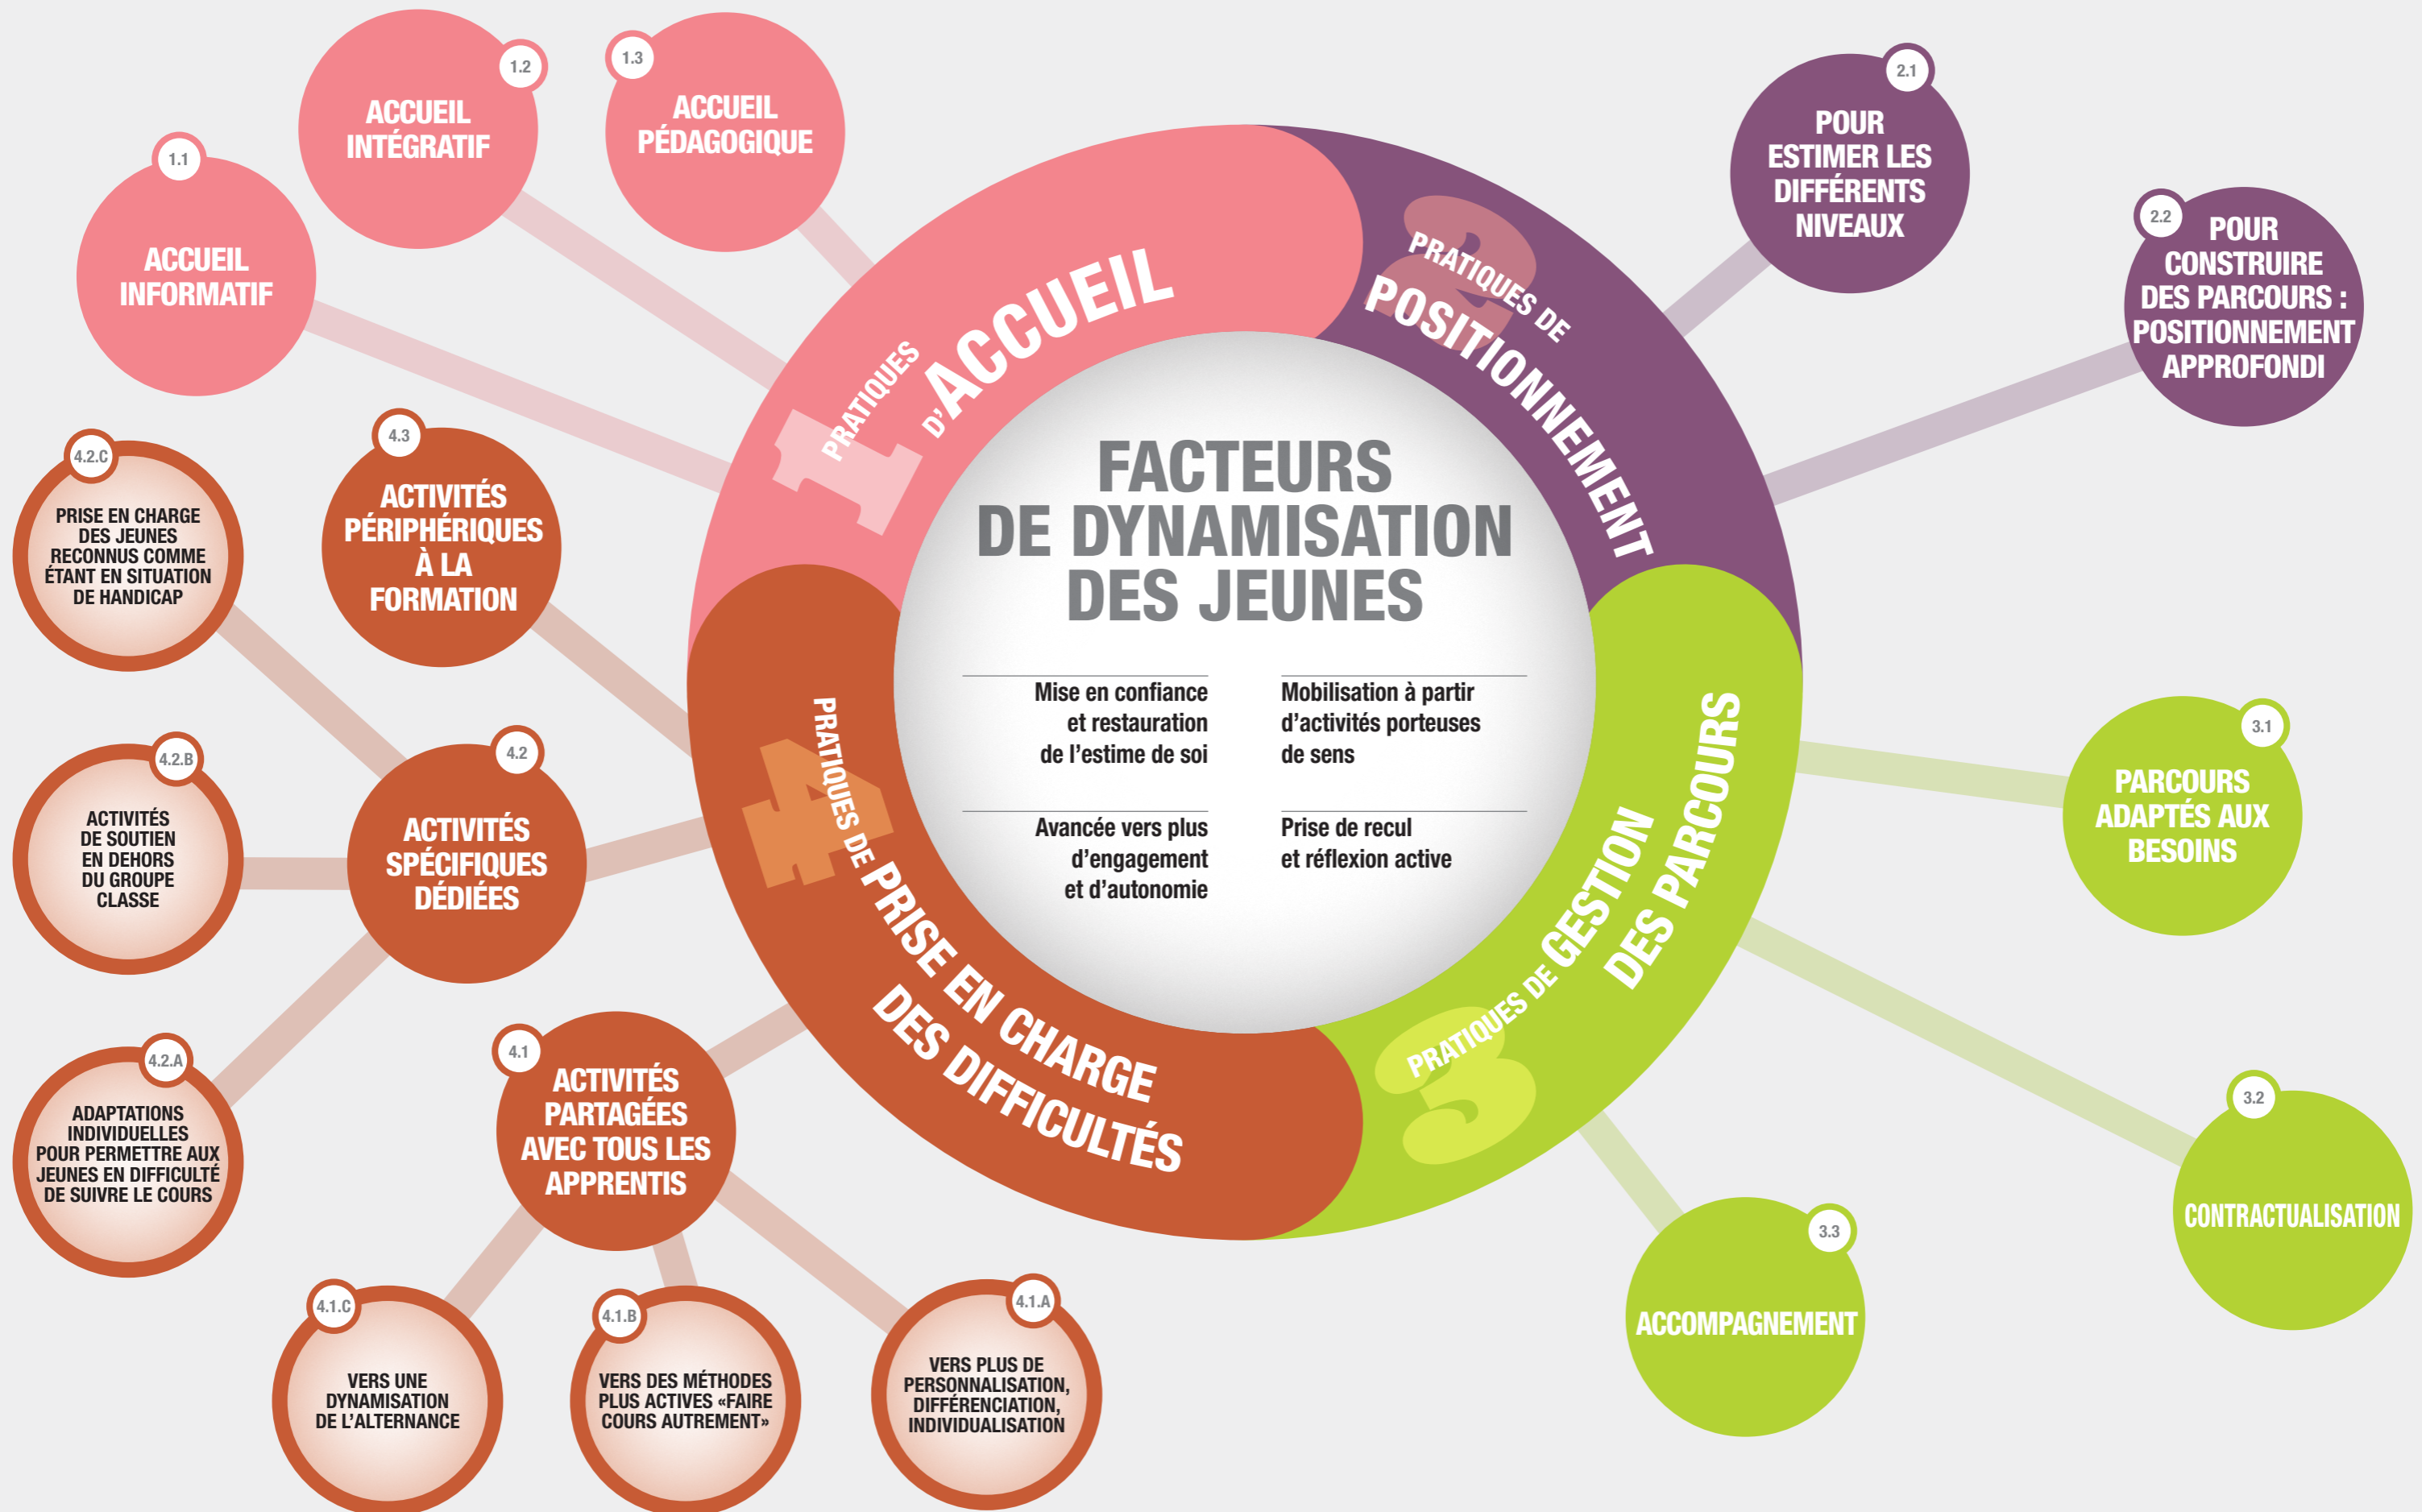 FACTEURS
DE DYNAMISATION
DES JEUNES
Mise en confiance
et restauration
de l’estime de soi
Mobilisation à partir
d’activités porteuses
de sens
Avancée vers plus
d’engagement
et d’autonomie
Prise de recul
et réflexion active
1
PRATIQUES
D’ACCUEIL
1.1
ACCUEIL
INFORMATIF
1.2
ACCUEIL
INTÉGRATIF
1.3
ACCUEIL
PÉDAGOGIQUE
2
PRATIQUES DE
POSITIONNEMENT
2.1
POUR
ESTIMER LES
DIFFÉRENTS
NIVEAUX
2.2
POUR
CONSTRUIRE
DES PARCOURS :
POSITIONNEMENT
APPROFONDI
3
PRATIQUES DE GESTION
DES PARCOURS
3.1
PARCOURS
ADAPTÉS AUX
BESOINS
3.2
CONTRACTUALISATION
3.3
ACCOMPAGNEMENT
4
PRATIQUES DE PRISE EN CHARGE
DES DIFFICULTÉS
4.1
ACTIVITÉS
PARTAGÉES
AVEC TOUS LES
APPRENTIS
4.1.A
VERS PLUS DE
PERSONNALISATION,
DIFFÉRENCIATION,
INDIVIDUALISATION
4.1.B
VERS DES MÉTHODES
PLUS ACTIVES «FAIRE
COURS AUTREMENT»
4.1.C
VERS UNE
DYNAMISATION
DE L’ALTERNANCE
4.2
ACTIVITÉS
SPÉCIFIQUES
DÉDIÉES
4.2.A
ADAPTATIONS
INDIVIDUELLES
POUR PERMETTRE AUX
JEUNES EN DIFFICULTÉ
DE SUIVRE LE COURS
4.2.B
ACTIVITÉS
DE SOUTIEN
EN DEHORS
DU GROUPE
CLASSE
4.2.C
PRISE EN CHARGE
DES JEUNES
RECONNUS COMME
ÉTANT EN SITUATION
DE HANDICAP
4.3
ACTIVITÉS
PÉRIPHÉRIQUES
À LA
FORMATION